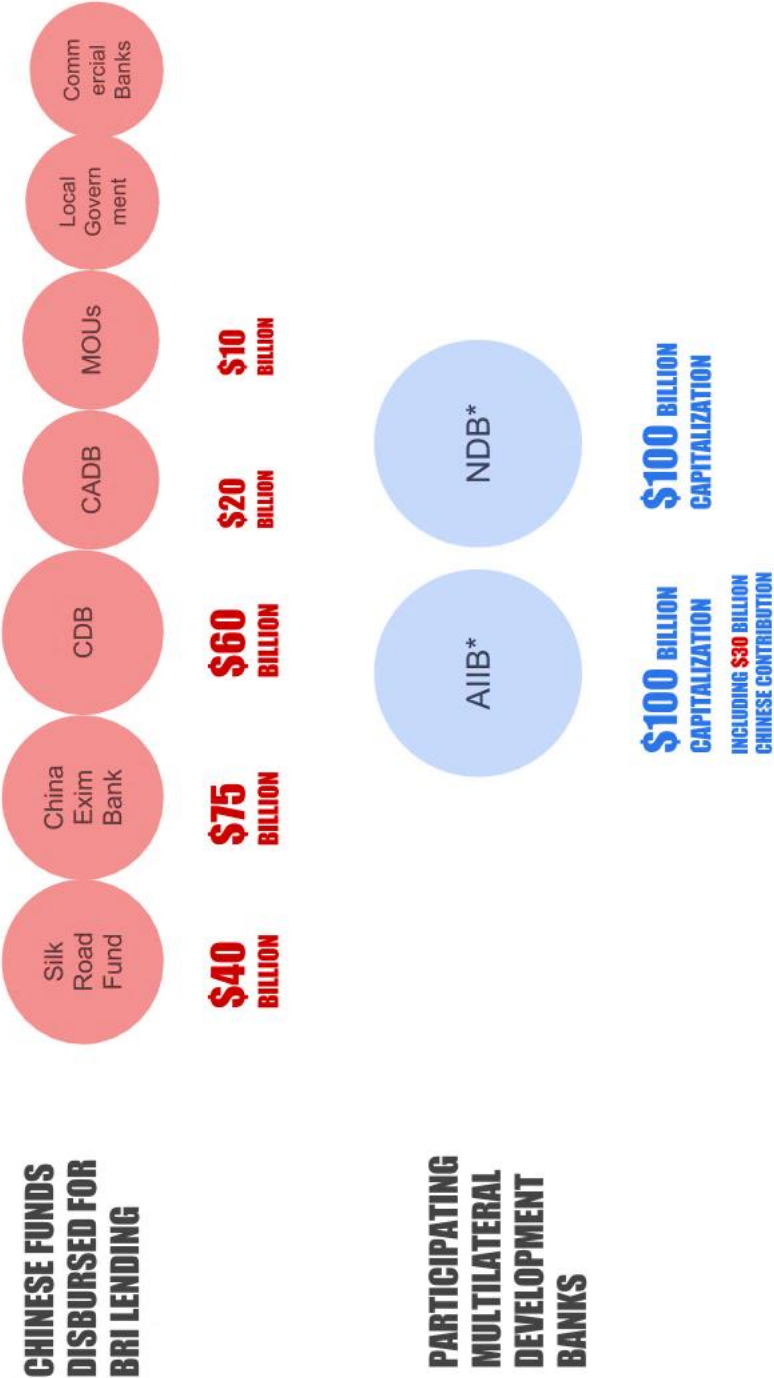 CHINESE FUNDS
DISBURSED FOR
BRI LENDING
Silk
Road
Fund
China
Exim
Bank
CDB
CADB
MOUs
Local
Govern
ment
Comm
ercial
Banks
$40
BILLION
$75
BILLION
$60
BILLION
$20
BILLION
$10
BILLION
PARTICIPATING
MULTILATERAL
DEVELOPMENT
BANKS
AIIB*
NDB*
$100 BILLION
CAPITALIZATION
INCLUDING $30 BILLION
CHINESE CONTRIBUTION
$100 BILLION
CAPITALIZATION